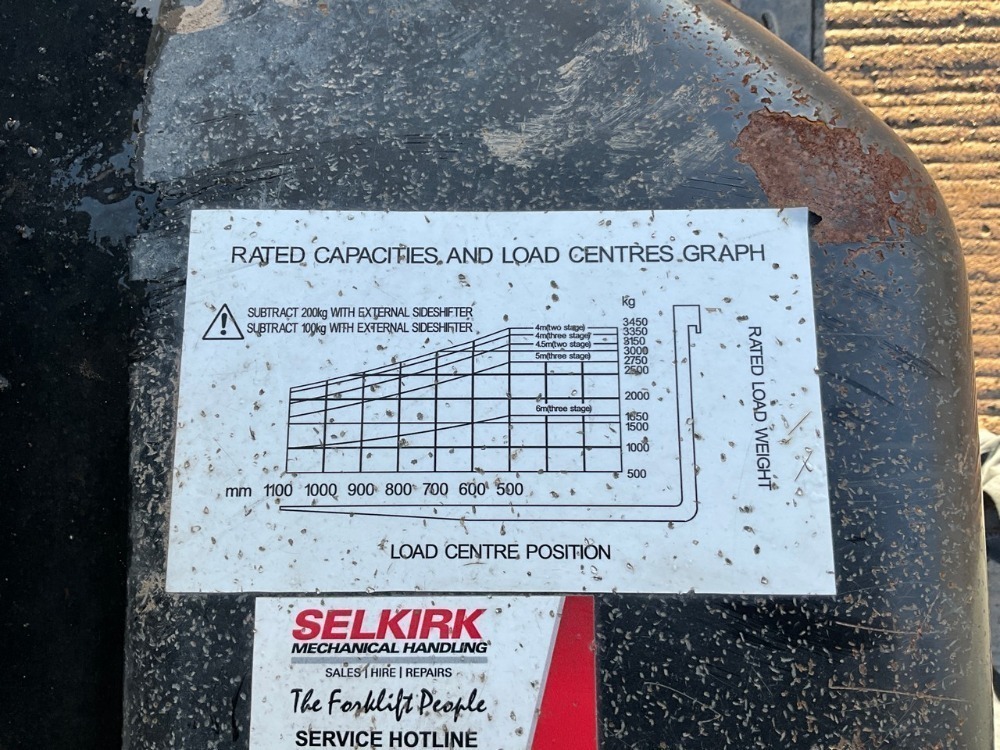 RATED CAPACITIES AND LOAD CENTRES GRAPH
SUBTRACT 200kg WITH EXTERNAL SIDESHIFTER
SUBTRACT 100kg WITH EXTERNAL SIDESHIFTER
kg
4m(two stage)
4m(three stage)
4.5m(two stage)
5m(three stage)
6m(three stage)
3450
3350
3150
3000
2750
2500
2000
1650
1500
1000
500
RATED LOAD WEIGHT
mm 1100 1000 900 800 700 600 500
LOAD CENTRE POSITION
SELKIRK
MECHANICAL HANDLING
SALES | HIRE | REPAIRS
The Forklift People
SERVICE HOTLINE